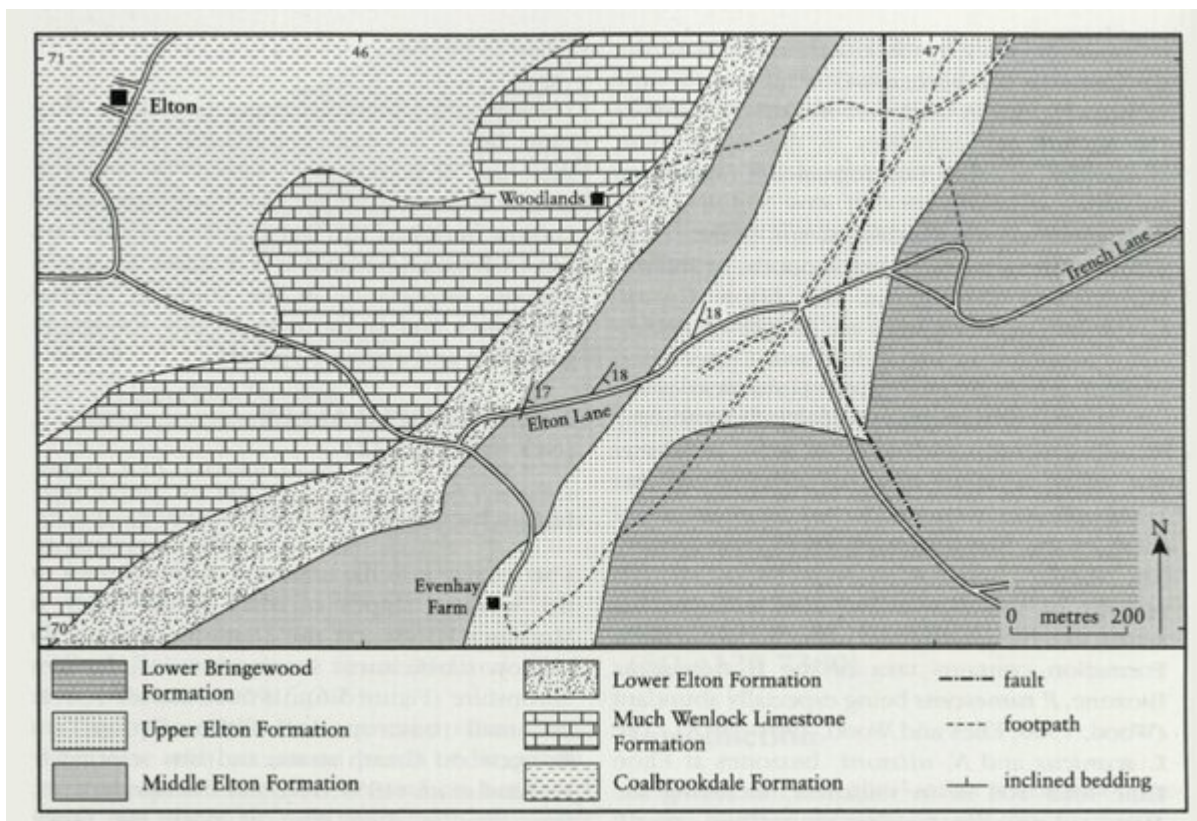 71
46
47
Elton
Woodlands
Trench Lane
18
18
17
Elton Lane
Evenhay
Farm
N
70
0 metres 200
Lower Bringewood
Formation
Upper Elton Formation
Middle Elton Formation
Lower Elton Formation
Much Wenlock Limestone
Formation
Coalbrookdale Formation
fault
footpath
inclined bedding